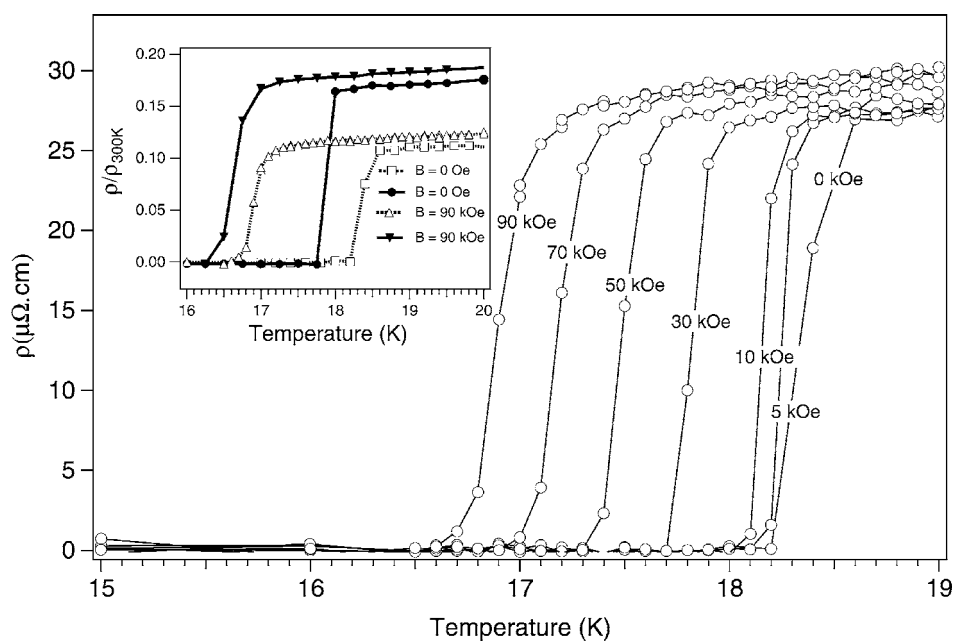 30
25
20
15
10
5
0
ρ(μΩ.cm)
15
16
17
18
19
Temperature (K)
90 kOe
70 kOe
50 kOe
30 kOe
10 kOe
5 kOe
0 kOe
0.20
0.15
0.10
0.05
0.00
ρ/ρ300K
16
17
18
19
20
Temperature (K)
B = 0 Oe
B = 0 Oe
B = 90 kOe
B = 90 kOe